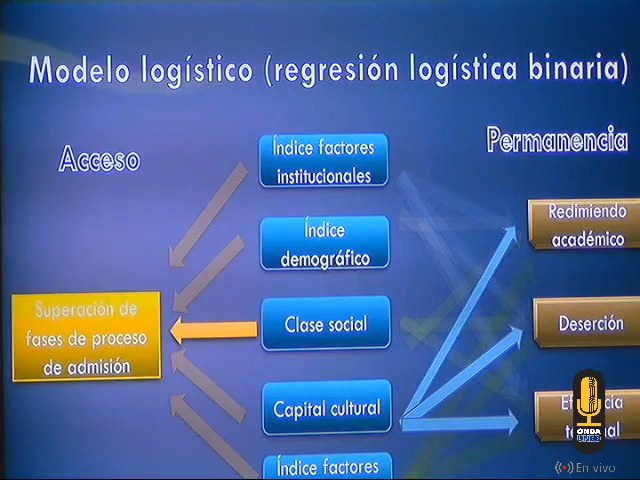 Modelo logístico (regresión logística binaria)
Acceso
Permanencia
Índice factores
institucionales
Índice
demográfico
Clase social
Capital cultural
Índice factores
Superación de
fases de proceso
de admisión
Redimiendo
académico
Deserción
ONDA
UNED
En vivo